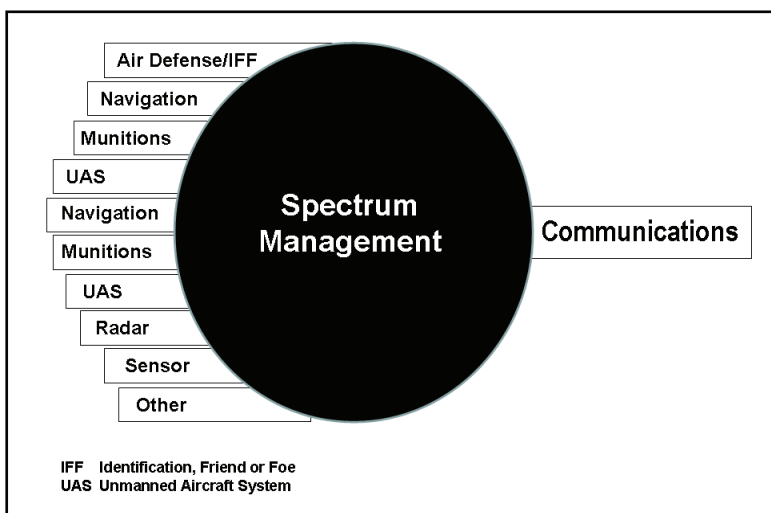 Air Defense/IFF
Navigation
Munitions
UAS
Navigation
Munitions
UAS
Radar
Sensor
Other
Spectrum
Management
Communications
IFF Identification, Friend or Foe
UAS Unmanned Aircraft System